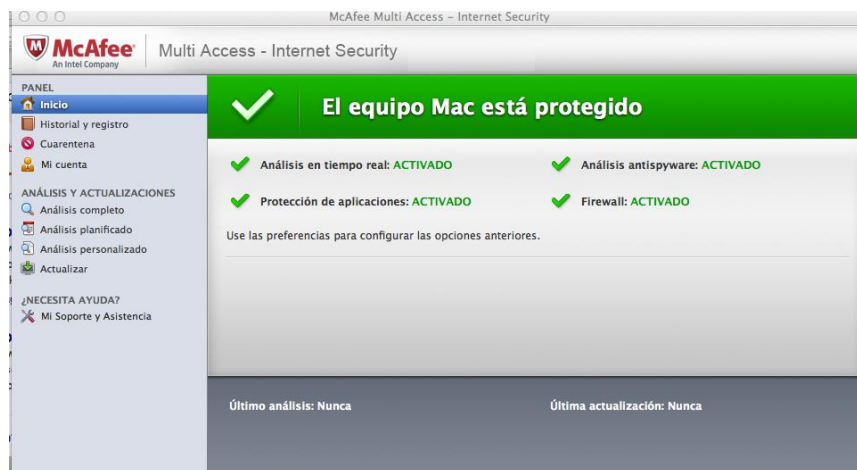 McAfee Multi Access - Internet Security
McAfee
An Intel Company
Multi Access - Internet Security
PANEL
Inicio
Historial y registro
Cuarentena
Mi cuenta
ANÁLISIS Y ACTUALIZACIONES
Análisis completo
Análisis planificado
Análisis personalizado
Actualizar
¿NECESITA AYUDA?
Mi Soporte y Asistencia
El equipo Mac está protegido
Análisis en tiempo real: ACTIVADO
Análisis antispyware: ACTIVADO
Protección de aplicaciones: ACTIVADO
Firewall: ACTIVADO
Use las preferencias para configurar las opciones anteriores.
Último análisis: Nunca
Última actualización: Nunca